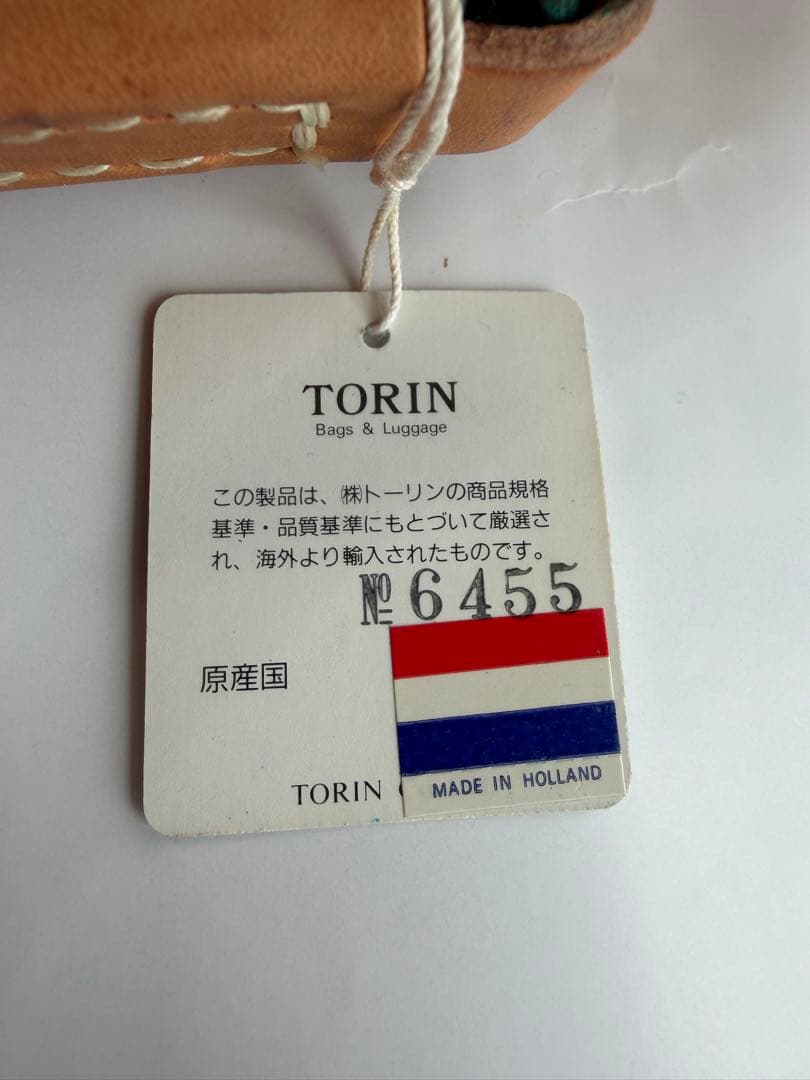 TORIN
Bags & Luggage
この製品は、㈱トーリンの商品規格
基準・品質基準にもとづいて厳選さ
れ、海外より輸入されたものです。
№6455
原産国
TORIN
MADE IN HOLLAND